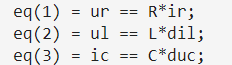 eq(1) = ur == R*ir;
eq(2) = ul == L*dil;
eq(3) = ic == C*duc;